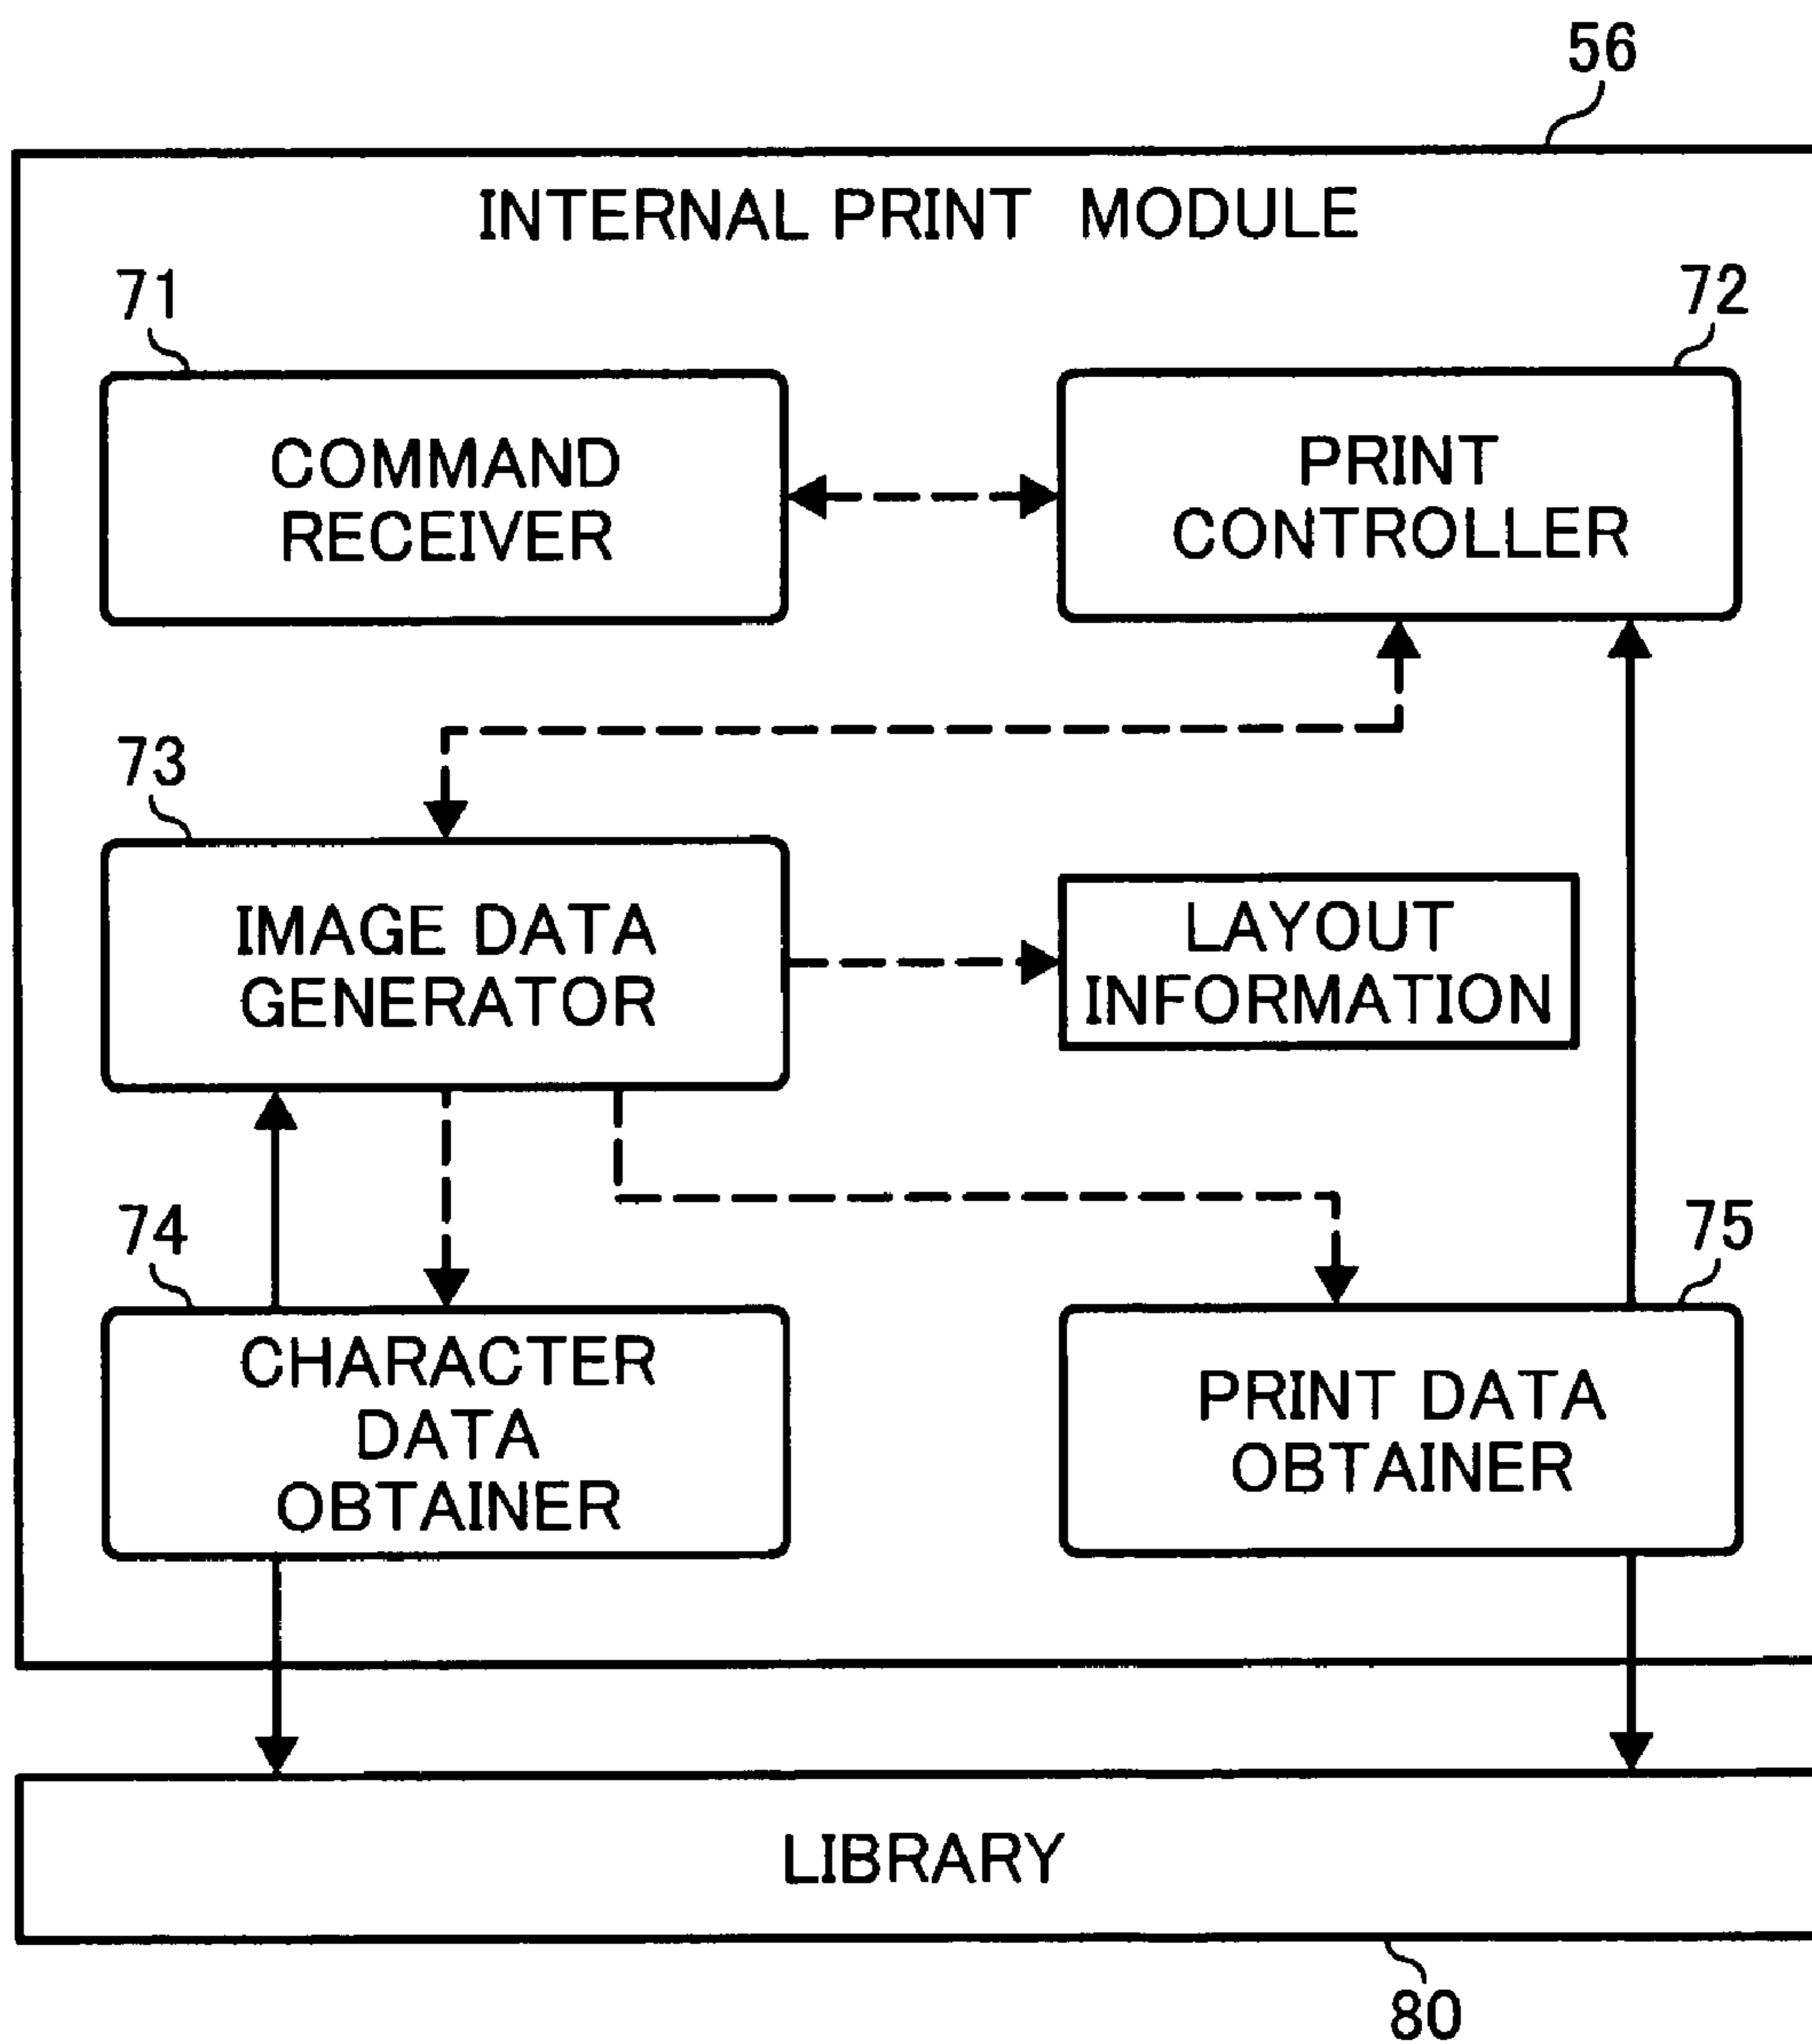 56
INTERNAL PRINT MODULE
71
72
COMMAND
RECEIVER
PRINT
CONTROLLER
73
IMAGE DATA
GENERATOR
LAYOUT
INFORMATION
74
75
CHARACTER
DATA
OBTAINER
PRINT DATA
OBTAINER
LIBRARY
80